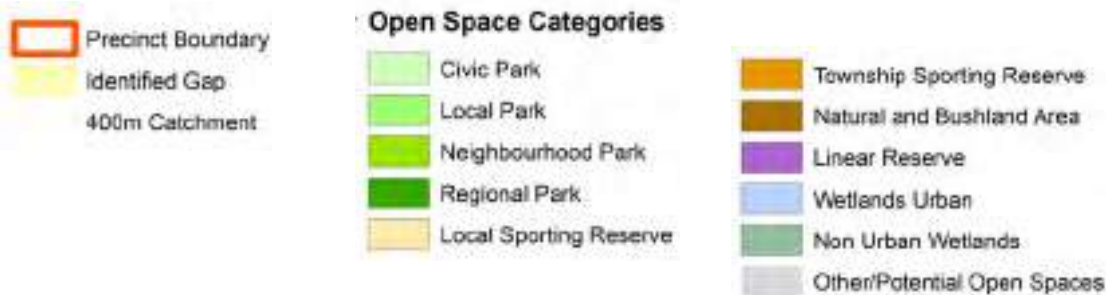 Precinct Boundary
Identified Gap
400m Catchment
Open Space Categories
Civic Park
Local Park
Neighbourhood Park
Regional Park
Local Sporting Reserve
Township Sporting Reserve
Natural and Bushland Area
Linear Reserve
Wetlands Urban
Non Urban Wetlands
Other/Potential Open Spaces